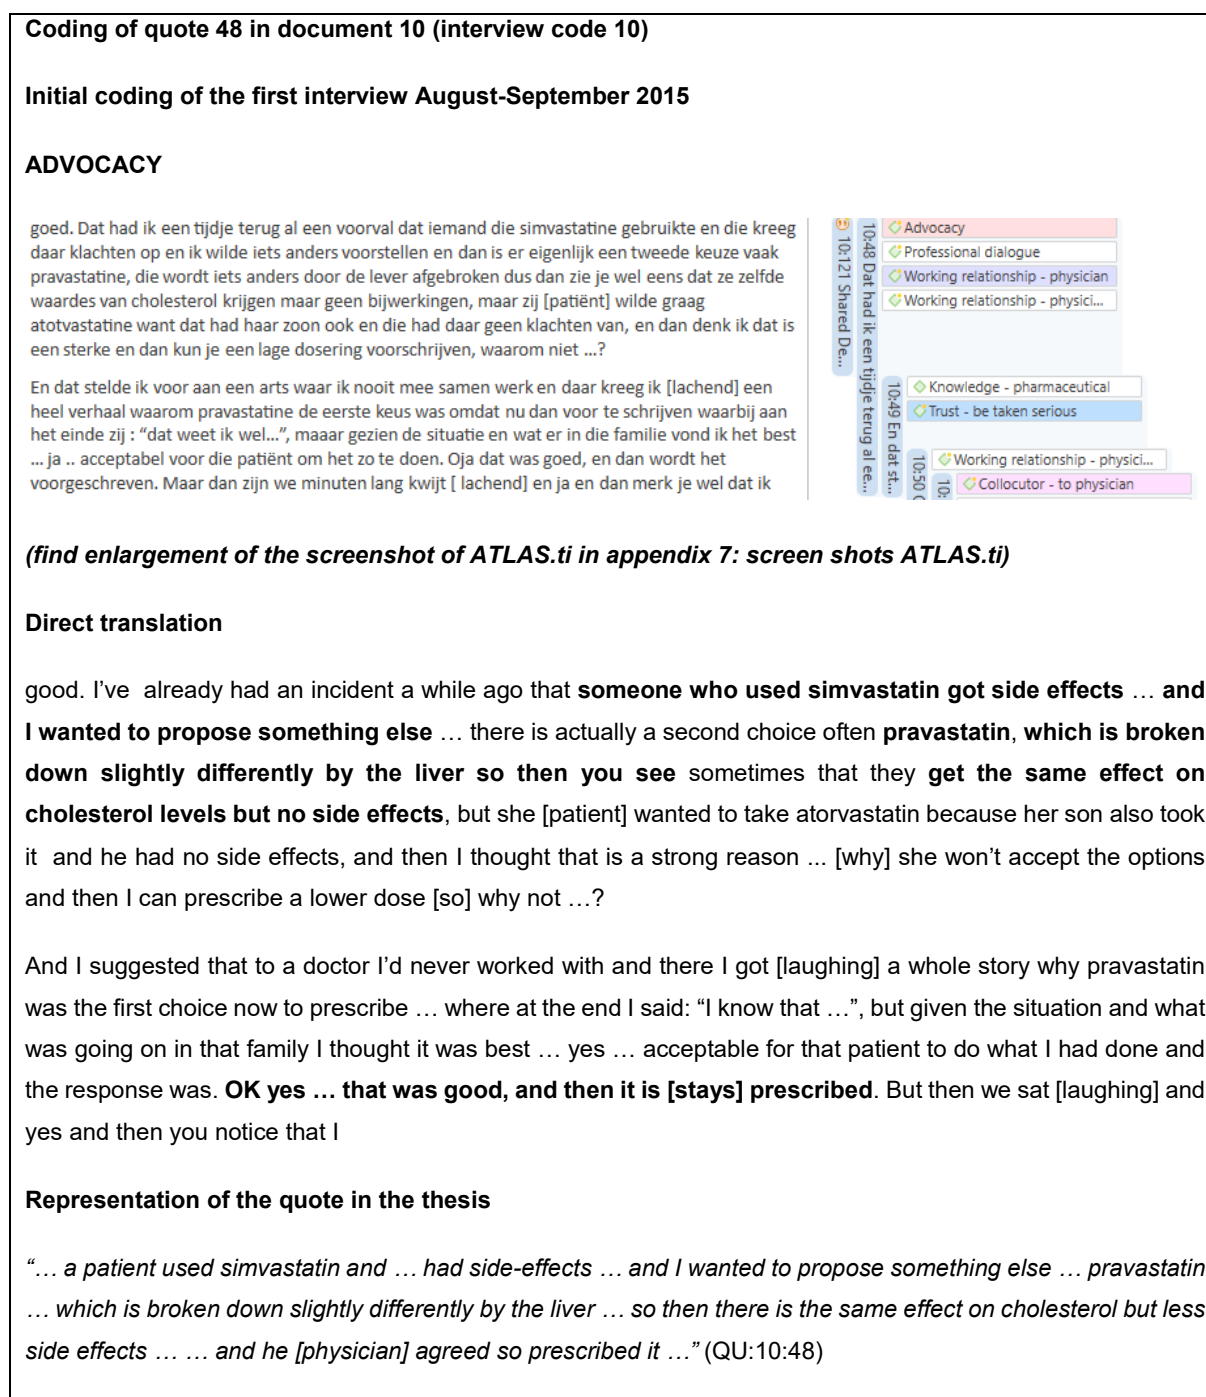 Coding of quote 48 in document 10 (interview code 10)
Initial coding of the first interview August-September 2015
ADVOCACY
goed. Dat had ik een tijdje terug al een voorval dat iemand die simvastatine gebruikte en die kreeg
daar klachten op en ik wilde iets anders voorstellen en dan is er eigenlijk een tweede keuze vaak
pravastatine, die wordt iets anders door de lever afgebroken dus dan zie je wel eens dat ze zelfde
waardes van cholesterol krijgen maar geen bijwerkingen, maar zij [patiënt] wilde graag
atotvastatine want dat had haar zoon ook en die had daar geen klachten van, en dan denk ik dat is
een sterke en dan kun je een lage dosering voorschrijven, waarom niet ...?
En dat stelde ik voor aan een arts waar ik nooit mee samen werk en daar kreeg ik [lachend] een
heel verhaal waarom pravastatine de eerste keus was omdat nu dan voor te schrijven waarbij aan
het einde zij : “dat weet ik wel...”, maaar gezien de situatie en wat er in die familie vond ik het best
... ja .. acceptabel voor die patiënt om het zo te doen. Oja dat was goed, en dan wordt het
voorgeschreven. Maar dan zijn we minuten lang kwijt [ lachend] en ja en dan merk je wel dat ik
10:121 Shared De...
10:48 Dat had ik een tijdje terug al ee...
Advocacy
Professional dialogue
Working relationship - physician
Working relationship - physici...
10:49 En dat st...
Knowledge - pharmaceutical
Trust - be taken serious
10:50
Working relationship - physici...
10:
Collocutor - to physician
(find enlargement of the screenshot of ATLAS.ti in appendix 7: screen shots ATLAS.ti)
Direct translation
good. I’ve already had an incident a while ago that someone who used simvastatin got side effects … and
I wanted to propose something else … there is actually a second choice often pravastatin, which is broken
down slightly differently by the liver so then you see sometimes that they get the same effect on
cholesterol levels but no side effects, but she [patient] wanted to take atorvastatin because her son also took
it and he had no side effects, and then I thought that is a strong reason ... [why] she won’t accept the options
and then I can prescribe a lower dose [so] why not …?
And I suggested that to a doctor I’d never worked with and there I got [laughing] a whole story why pravastatin
was the first choice now to prescribe … where at the end I said: “I know that …”, but given the situation and what
was going on in that family I thought it was best … yes … acceptable for that patient to do what I had done and
the response was. OK yes … that was good, and then it is [stays] prescribed. But then we sat [laughing] and
yes and then you notice that I
Representation of the quote in the thesis
“… a patient used simvastatin and … had side-effects … and I wanted to propose something else … pravastatin
… which is broken down slightly differently by the liver … so then there is the same effect on cholesterol but less
side effects … … and he [physician] agreed so prescribed it …” (QU:10:48)